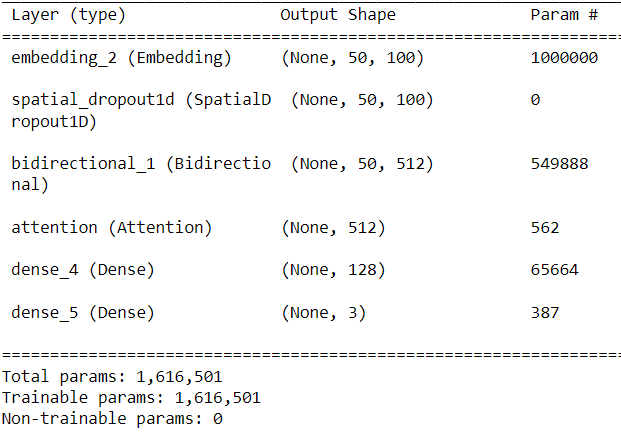 Layer (type) Output Shape Param #
=================================================================
embedding_2 (Embedding) (None, 50, 100) 1000000
spatial_dropout1d (SpatialD (None, 50, 100) 0
ropout1D)
bidirectional_1 (Bidirectio (None, 50, 512) 549888
nal)
attention (Attention) (None, 512) 562
dense_4 (Dense) (None, 128) 65664
dense_5 (Dense) (None, 3) 387
=================================================================
Total params: 1,616,501
Trainable params: 1,616,501
Non-trainable params: 0